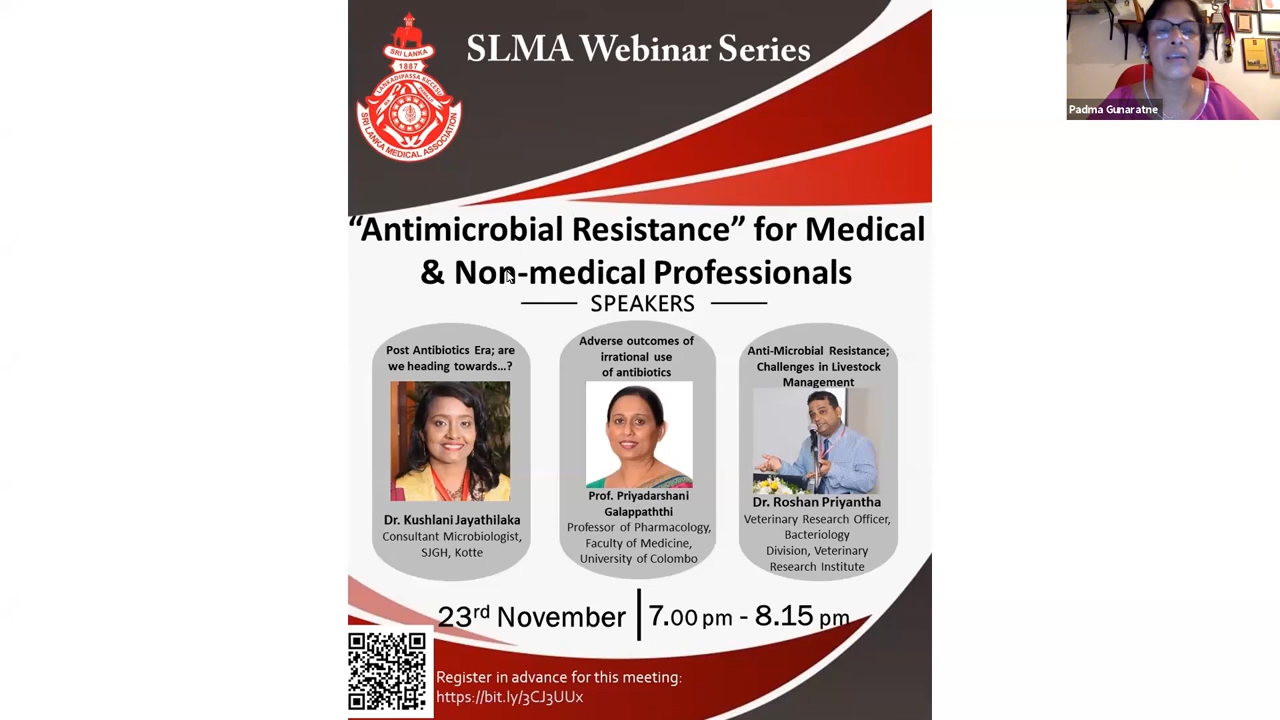 SLMA Webinar Series
SRI LANKA
1887
SRI LANKA MEDICAL ASSOCIATION
Padma Gunaratne
“Antimicrobial Resistance” for Medical
& Non-medical Professionals
SPEAKERS
Post Antibiotics Era; are
we heading towards...?
Dr. Kushlani Jayathilaka
Consultant Microbiologist,
SJGH, Kotte
Adverse outcomes of
irrational use
of antibiotics
Prof. Priyadarshani
Galappaththi
Professor of Pharmacology,
Faculty of Medicine,
University of Colombo
Anti-Microbial Resistance;
Challenges in Livestock
Management
Dr. Roshan Priyantha
Veterinary Research Officer,
Bacteriology
Division, Veterinary
Research Institute
23rd November | 7.00 pm - 8.15 pm
Register in advance for this meeting:
https://bit.ly/3CJ3UUx